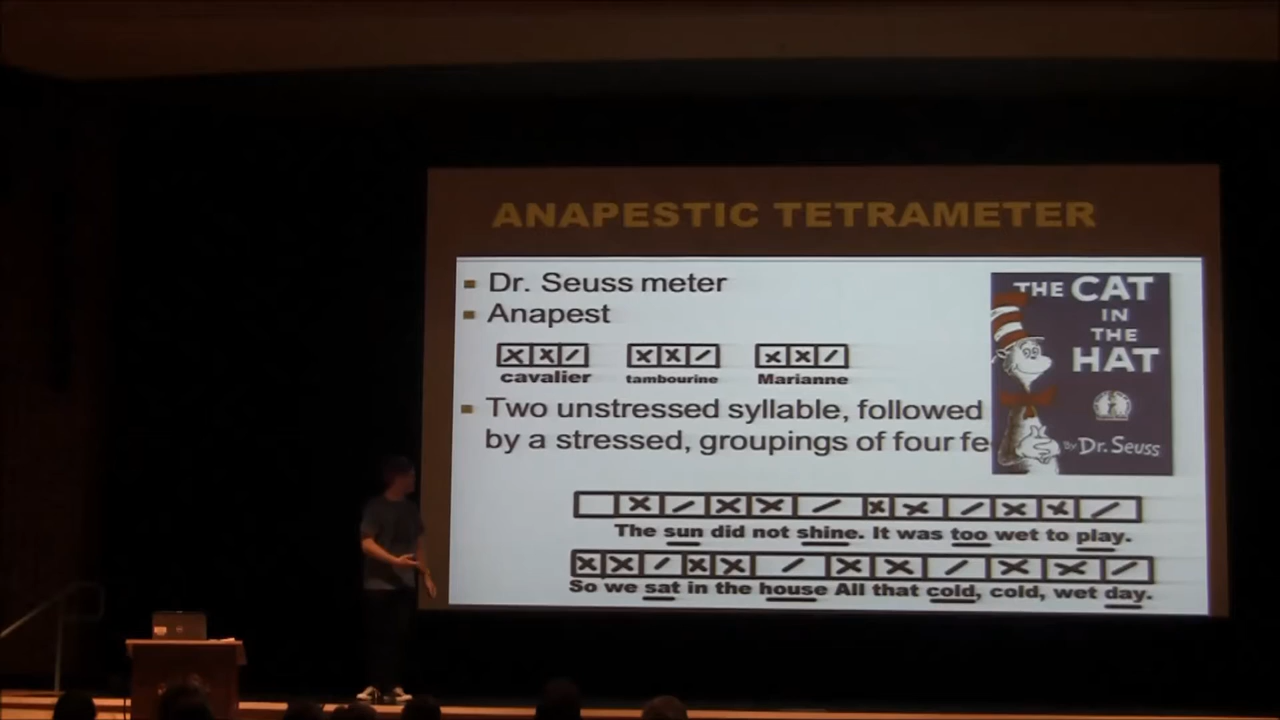 ANAPESTIC TETRAMETER
Dr. Seuss meter
Anapest
cavalier tambourine Marianne
Two unstressed syllable, followed
by a stressed, groupings of four fe
THE CAT
IN
THE
HAT
By Dr. Seuss
The sun did not shine. It was too wet to play.
So we sat in the house All that cold, cold, wet day.